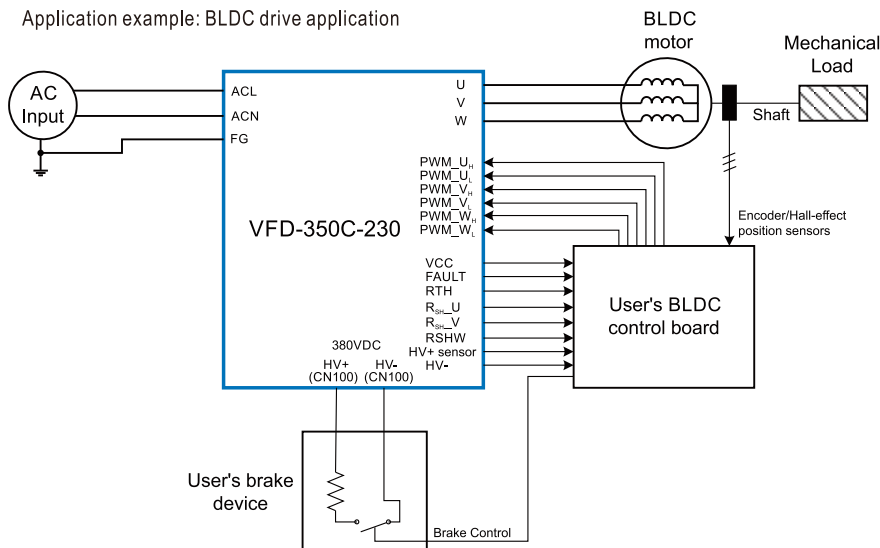 Application example: BLDC drive application
BLDC
motor
Mechanical
Load
AC
Input
ACL
ACN
FG
U
V
W
Shaft
PWM_UH
PWM_UL
PWM_VH
PWM_VL
PWM_WH
PWM_WL
Encoder/Hall-effect
position sensors
VFD-350C-230
VCC
FAULT
RTH
RSH_U
RSH_V
RSHW
HV+ sensor
HV-
User's BLDC
control board
380VDC
HV+
(CN100)
HV-
(CN100)
User's brake
device
Brake Control